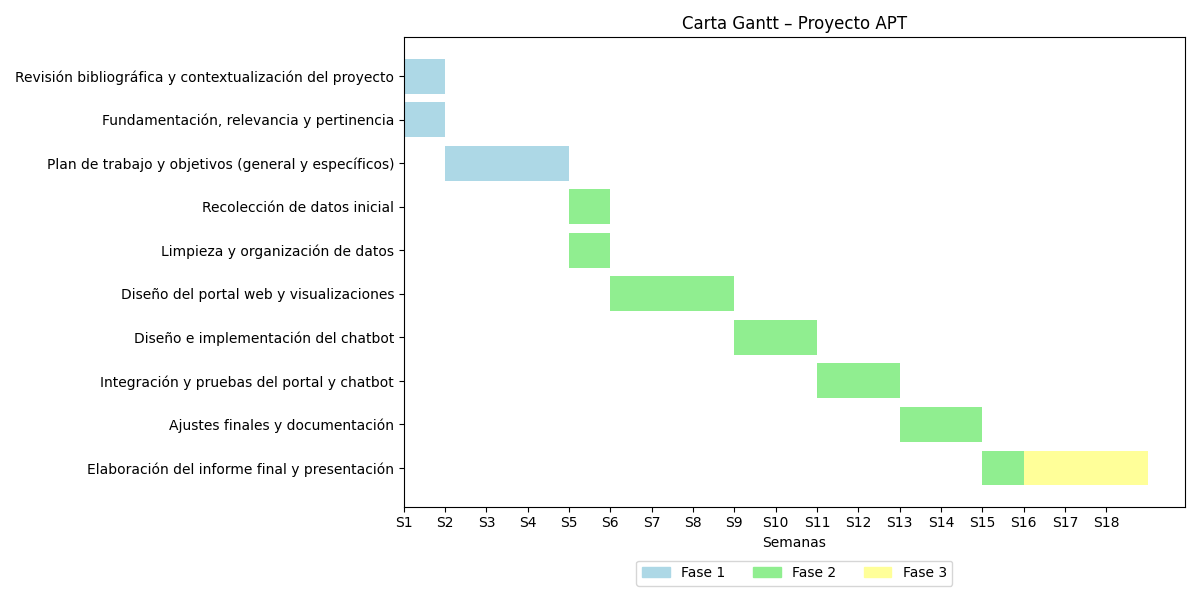 Carta Gantt – Proyecto APT
Revisión bibliográfica y contextualización del proyecto
Fundamentación, relevancia y pertinencia
Plan de trabajo y objetivos (general y específicos)
Recolección de datos inicial
Limpieza y organización de datos
Diseño del portal web y visualizaciones
Diseño e implementación del chatbot
Integración y pruebas del portal y chatbot
Ajustes finales y documentación
Elaboración del informe final y presentación
S1 S2 S3 S4 S5 S6 S7 S8 S9 S10 S11 S12 S13 S14 S15 S16 S17 S18
Semanas
Fase 1 Fase 2 Fase 3